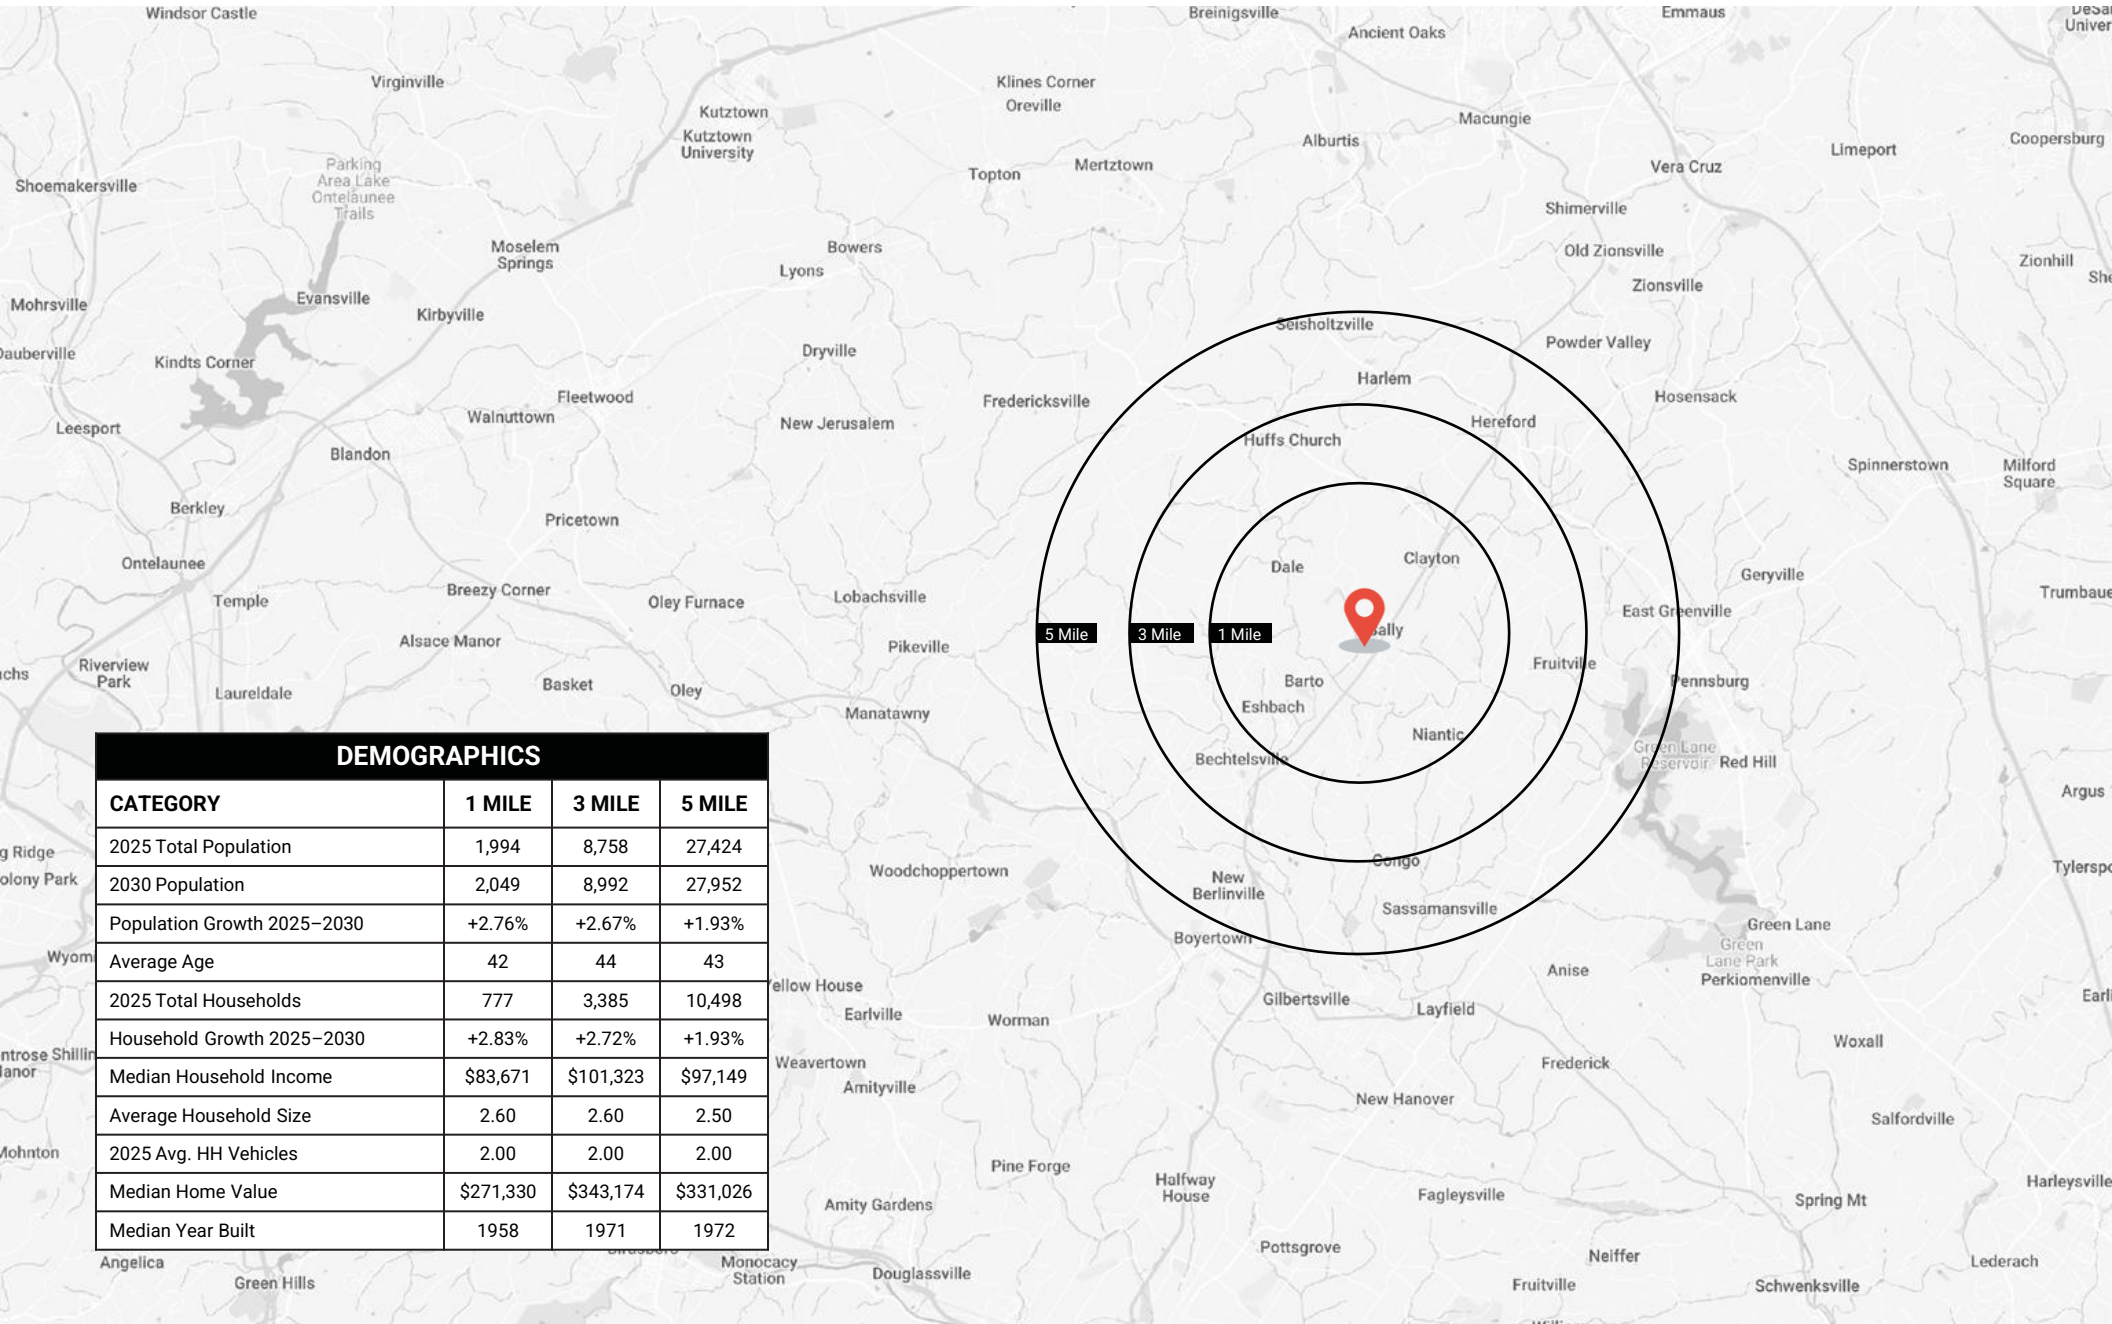 Windsor Castle
Breinigsville
Emmaus
Ancient Oaks
Virginville
Klines Corner
Oreville
Kutztown
Kutztown
University
Macungie
Alburtis
Coopersburg
Limeport
Mertztown
Vera Cruz
Topton
Parking
Area Lake
Ontelaunee
Trails
Shoemakersville
Shimerville
Moselem
Springs
Bowers
Old Zionsville
Lyons
Zionhill
Zionsville
Evansville
Mohrsville
Kirbyville
Seisholtzville
Powder Valley
Dryville
Kindts Corner
Harlem
Fleetwood
Hosensack
Fredericksville
Walnuttown
New Jerusalem
Hereford
Leesport
Huffs Church
Blandon
Spinnerstown
Milford
Square
Berkley
Pricetown
Ontelaunee
Dale
Clayton
Geryville
Breezy Corner
Temple
Oley Furnace
Lobachsville
East Greenville
5 Mile
3 Mile
1 Mile
Alsace Manor
Pikeville
Fruitville
Riverview
Park
Laureldale
Basket
Oley
Barto
Pennsburg
Eshbach
Manatawny
Niantic
Green Lane
Reservoir
Bechtelsville
Red Hill
Argus
DEMOGRAPHICS
CATEGORY 1 MILE 3 MILE 5 MILE
2025 Total Population 1,994 8,758 27,424
2030 Population 2,049 8,992 27,952
Population Growth 2025–2030 +2.76% +2.67% +1.93%
Average Age 42 44 43
2025 Total Households 777 3,385 10,498
Household Growth 2025–2030 +2.83% +2.72% +1.93%
Median Household Income $83,671 $101,323 $97,149
Average Household Size 2.60 2.60 2.50
2025 Avg. HH Vehicles 2.00 2.00 2.00
Median Home Value $271,330 $343,174 $331,026
Median Year Built 1958 1971 1972
Congo
Woodchoppertown
New
Berlinville
Sassamansville
Green Lane
Boyertown
Green
Lane Park
Perkiomenville
Anise
Gilbertsville
Layfield
Earlville
Worman
Woxall
Weavertown
Frederick
Amityville
New Hanover
Salfordville
Pine Forge
Halfway
House
Harleysville
Fagleysville
Spring Mt
Amity Gardens
Pottsgrove
Neiffer
Angelica
Monocacy
Station
Lederach
Douglassville
Green Hills
Fruitville
Schwenksville